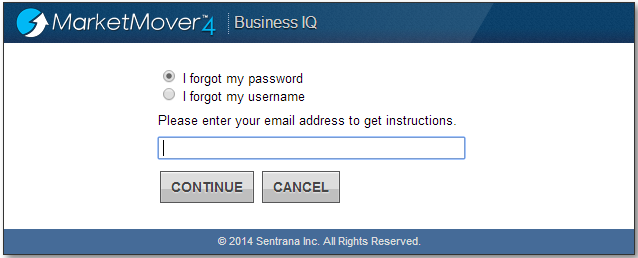 MarketMover™4 Business IQ
I forgot my password
I forgot my username
Please enter your email address to get instructions.
CONTINUE CANCEL
© 2014 Sentrana Inc. All Rights Reserved.